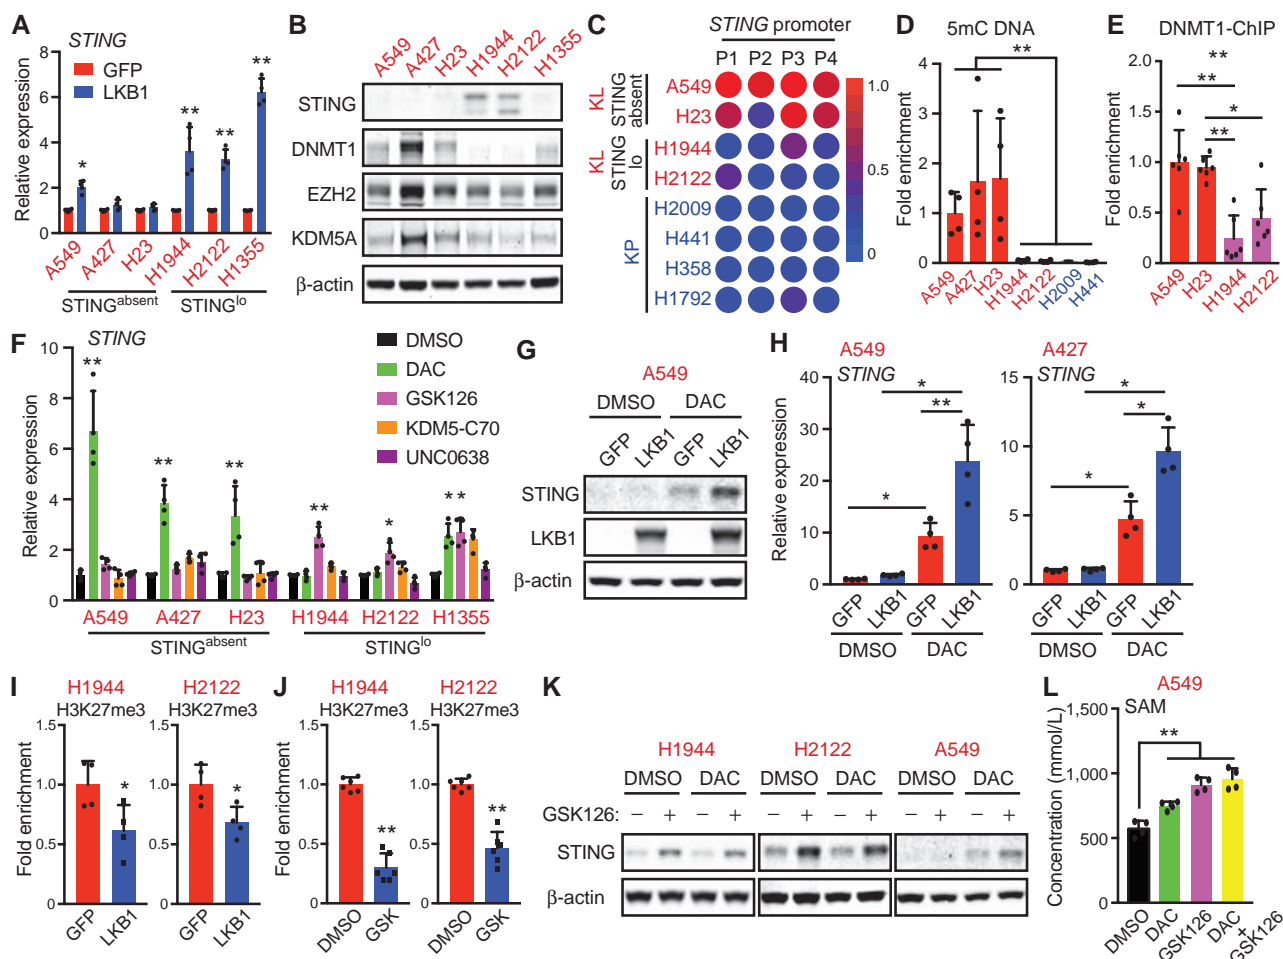 A
STING
GFP
LKB1
Relative expression
8
6
4
2
0
* ** ** **
A549 A427 H23 H1944 H2122 H1355
STINGabsent STINGlo
B
A549 A427 H23 H1944 H2122 H1355
STING
DNMT1
EZH2
KDM5A
β-actin
C
STING promoter
P1 P2 P3 P4
KL STING absent
A549
H23
KL STING lo
H1944
H2122
KP
H2009
H441
H358
H1792
1.0
0.5
0
D
5mC DNA
**
Fold enrichment
4
3
2
1
0
A549 A427 H23 H1944 H2122 H2009 H441
E
DNMT1-ChIP
**
**
*
**
Fold enrichment
2.0
1.5
1.0
0.5
0
A549 H23 H1944 H2122
F
STING
DMSO
DAC
GSK126
KDM5-C70
UNC0638
Relative expression
10
8
6
4
2
0
** ** ** ** * * *
A549 A427 H23 H1944 H2122 H1355
STINGabsent STINGlo
G
A549
DMSO DAC
GFP LKB1 GFP LKB1
STING
LKB1
β-actin
H
A549
STING
*
**
*
Relative expression
40
30
20
10
0
GFP LKB1 GFP LKB1
DMSO DAC
A427
STING
*
*
*
15
10
5
0
GFP LKB1 GFP LKB1
DMSO DAC
I
H1944
H3K27me3
Fold enrichment
1.5
1.0
0.5
0
*
GFP LKB1
H2122
H3K27me3
1.5
1.0
0.5
0
*
GFP LKB1
J
H1944
H3K27me3
Fold enrichment
1.5
1.0
0.5
0
**
DMSO GSK
H2122
H3K27me3
1.5
1.0
0.5
0
**
DMSO GSK
K
H1944 H2122 A549
DMSO DAC DMSO DAC DMSO DAC
GSK126: − + − + − + − + − + − +
STING
β-actin
L
A549
SAM
**
Concentration (mmol/L)
1,500
1,000
500
0
DMSO DAC GSK126 DAC + GSK126